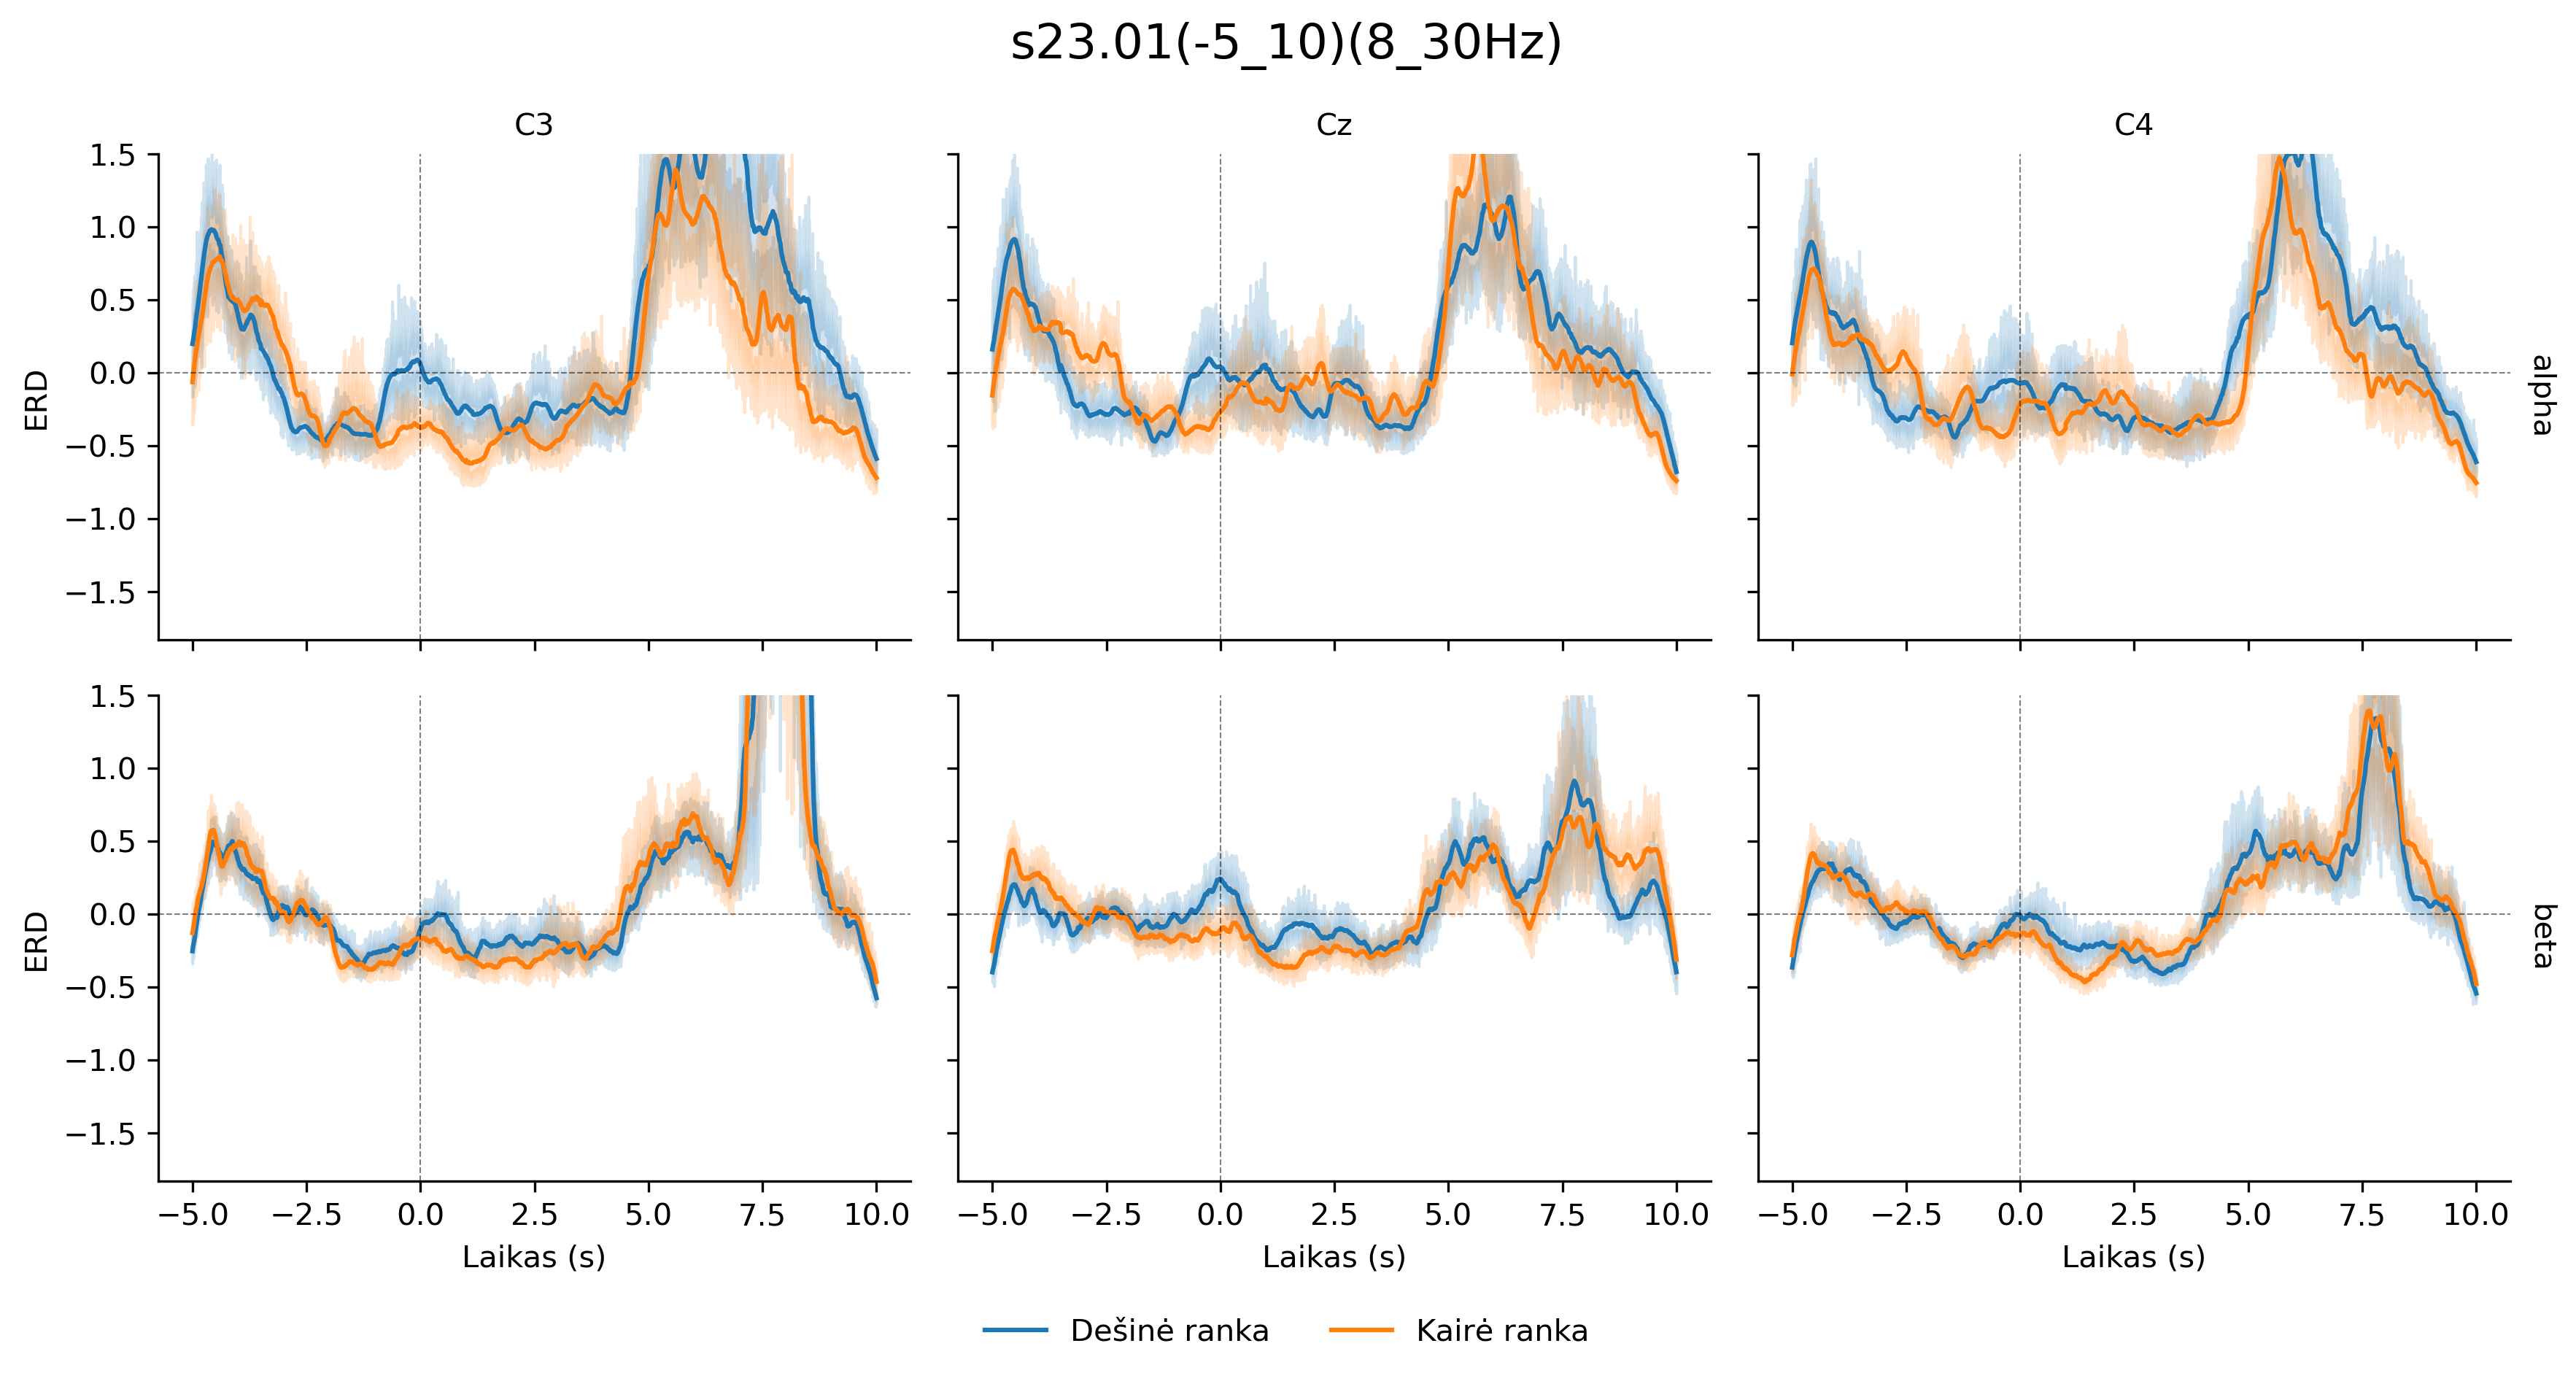 s23.01(-5_10)(8_30Hz)
C3 Cz C4
1.5
1.0
0.5
0.0
−0.5
−1.0
−1.5
ERD
alpha
1.5
1.0
0.5
0.0
−0.5
−1.0
−1.5
ERD
beta
−5.0 −2.5 0.0 2.5 5.0 7.5 10.0 −5.0 −2.5 0.0 2.5 5.0 7.5 10.0 −5.0 −2.5 0.0 2.5 5.0 7.5 10.0
Laikas (s) Laikas (s) Laikas (s)
Dešinė ranka Kairė ranka